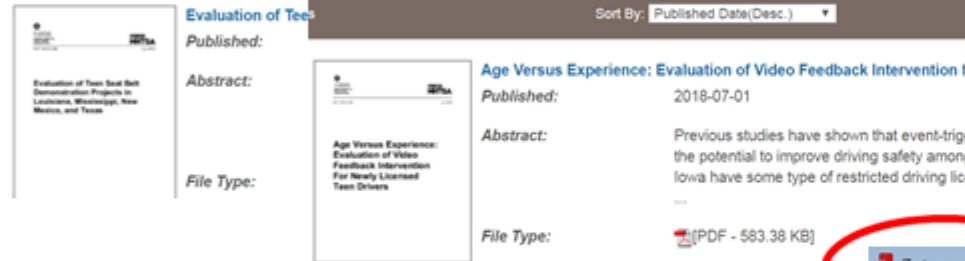 Evaluation of Tee
Published:
Abstract:
File Type:
Evaluation of Teen Seat Belt
Demonstration Projects in
Louisiana, Mississippi, New
Mexico, and Texas
Sort By: Published Date(Desc.)
Age Versus Experience: Evaluation of Video Feedback Intervention f
Published: 2018-07-01
Abstract: Previous studies have shown that event-trig
the potential to improve driving safety among
Iowa have some type of restricted driving lic
...
File Type: [PDF - 583.38 KB]
NHTSA
Age Versus Experience:
Evaluation of Video
Feedback Intervention
For Newly Licensed
Teen Drivers